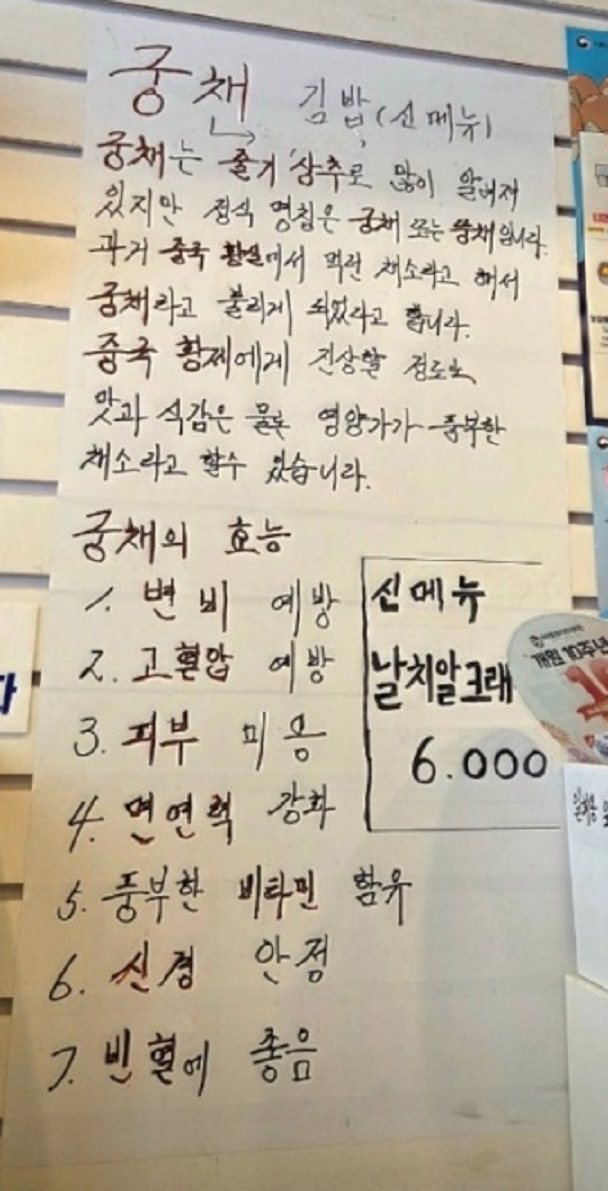 궁채 김밥(신메뉴)
궁채는 줄기 상추로 많이 알려져
있지만 정식 명칭은 궁채 또는 뚱채입니다.
과거 중국 황실에서 먹던 채소라고 해서
궁채라고 불리게 되었다고 합니다.
중국 황제에게 진상할 정도로
맛과 식감은 물론 영양가가 풍부한
채소라고 할수 있습니다.
궁채의 효능
1. 변비 예방
2. 고혈압 예방
3. 피부 미용
4. 면연력 강화
5. 풍부한 비타민 함유
6. 신경 안정
7. 빈혈에 좋음
신메뉴
날치알크래
6.000
개원 10주년